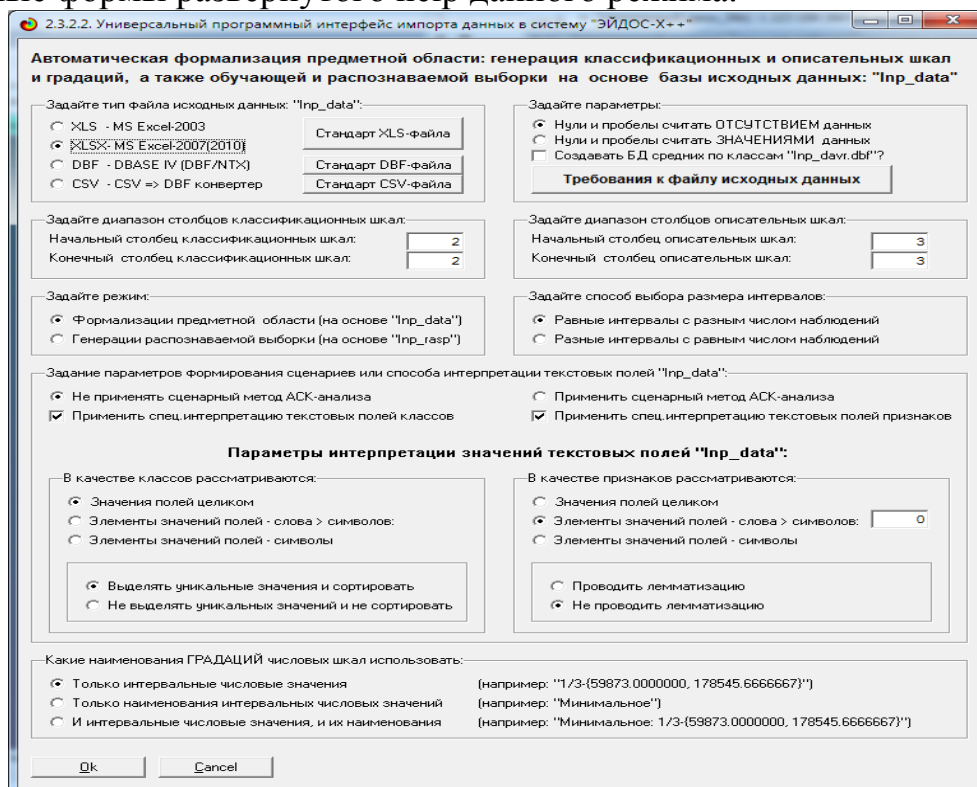 ние формы развернутого help данного режима.
2.3.2.2. Универсальный программный интерфейс импорта данных в систему "ЭЙДОС-X++"
Автоматическая формализация предметной области: генерация классификационных и описательных шкал
и градаций, а также обучающей и распознаваемой выборки на основе базы исходных данных: "Inp_data"
Задайте тип файла исходных данных: "Inp_data":
XLS - MS Excel-2003
XLSX- MS Excel-2007(2010)
DBF - DBASE IV (DBF/NTX)
CSV - CSV => DBF конвертер
Стандарт XLS-файла
Стандарт DBF-файла
Стандарт CSV-файла
Задайте параметры:
Нули и пробелы считать ОТСУТСТВИЕМ данных
Нули и пробелы считать ЗНАЧЕНИЯМИ данных
Создавать БД средних по классам "Inp_davr.dbf"?
Требования к файлу исходных данных
Задайте диапазон столбцов классификационных шкал:
Начальный столбец классификационных шкал: 2
Конечный столбец классификационных шкал: 2
Задайте диапазон столбцов описательных шкал:
Начальный столбец описательных шкал: 3
Конечный столбец описательных шкал: 3
Задайте режим:
Формализации предметной области (на основе "Inp_data")
Генерации распознаваемой выборки (на основе "Inp_rasp")
Задайте способ выбора размера интервалов:
Равные интервалы с разным числом наблюдений
Разные интервалы с равным числом наблюдений
Задание параметров формирования сценариев или способа интерпретации текстовых полей "Inp_data":
Не применять сценарный метод АСК-анализа
Применить сценарный метод АСК-анализа
Применить спец.интерпретацию текстовых полей классов
Применить спец.интерпретацию текстовых полей признаков
Параметры интерпретации значений текстовых полей "Inp_data":
В качестве классов рассматриваются:
Значения полей целиком
Элементы значений полей - слова > символов:
Элементы значений полей - символы
Выделять уникальные значения и сортировать
Не выделять уникальных значений и не сортировать
В качестве признаков рассматриваются:
Значения полей целиком
Элементы значений полей - слова > символов: 0
Элементы значений полей - символы
Проводить лемматизацию
Не проводить лемматизацию
Какие наименования ГРАДАЦИЙ числовых шкал использовать:
Только интервальные числовые значения (например: "1/3-{59873.0000000, 178545.6666667}")
Только наименования интервальных числовых значений (например: "Минимальное")
И интервальные числовые значения, и их наименования (например: "Минимальное: 1/3-{59873.0000000, 178545.6666667}")
Ok
Cancel